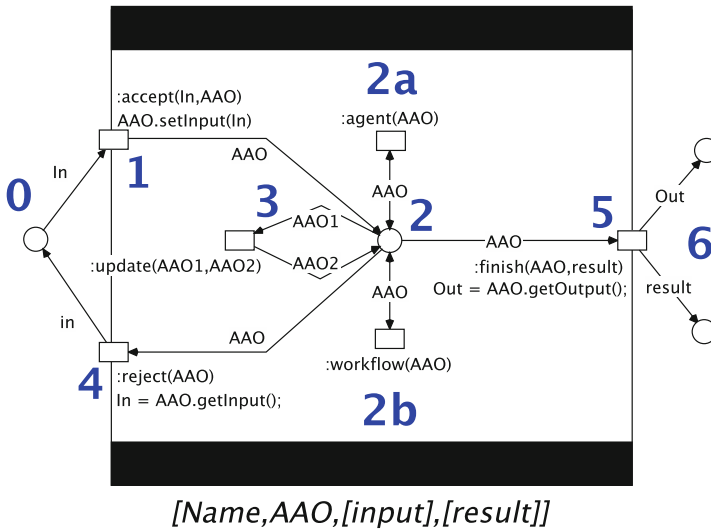 2a
:accept(In,AAO)
AAO.setInput(In)
:agent(AAO)
In
1
AAO
0
AAO
3
2
5
Out
AAO1
AAO
6
:update(AAO1,AAO2)
AAO2
:finish(AAO,result)
Out = AAO.getOutput();
result
AAO
in
AAO
:workflow(AAO)
4
:reject(AAO)
In = AAO.getInput();
2b
[Name,AAO,[input],[result]]